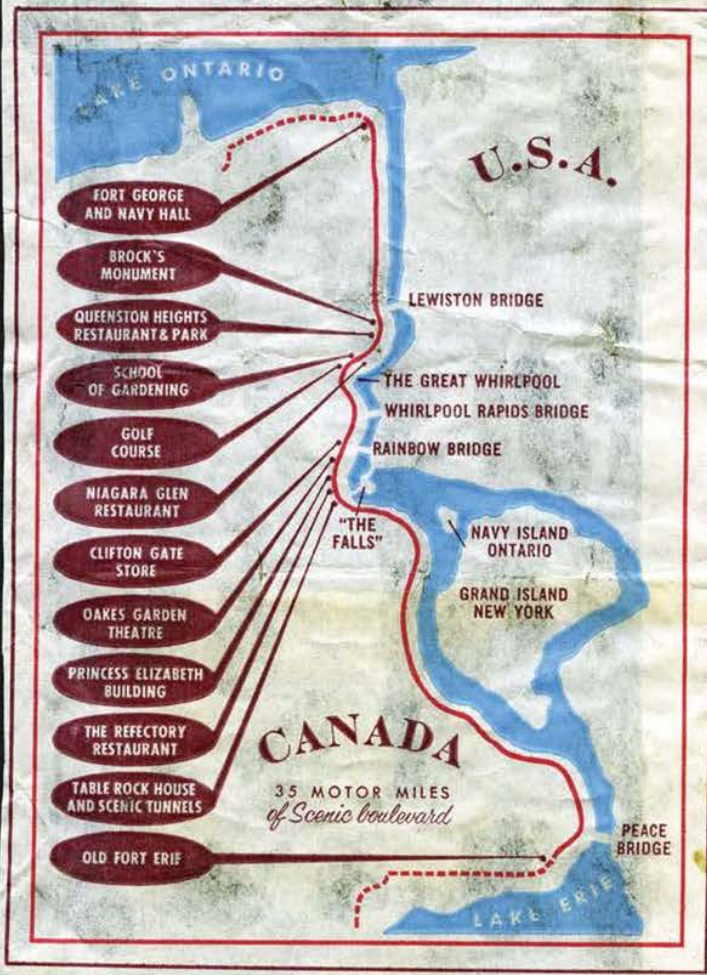 LAKE ONTARIO
U.S.A.
FORT GEORGE
AND NAVY HALL
BROCK'S
MONUMENT
QUEENSTON HEIGHTS
RESTAURANT & PARK
SCHOOL
OF GARDENING
GOLF
COURSE
NIAGARA GLEN
RESTAURANT
CLIFTON GATE
STORE
OAKES GARDEN
THEATRE
PRINCESS ELIZABETH
BUILDING
THE REFECTORY
RESTAURANT
TABLE ROCK HOUSE
AND SCENIC TUNNELS
OLD FORT ERIE
LEWISTON BRIDGE
THE GREAT WHIRLPOOL
WHIRLPOOL RAPIDS BRIDGE
RAINBOW BRIDGE
"THE
FALLS"
NAVY ISLAND
ONTARIO
GRAND ISLAND
NEW YORK
CANADA
35 MOTOR MILES
of Scenic boulevard
PEACE
BRIDGE
LAKE ERIE